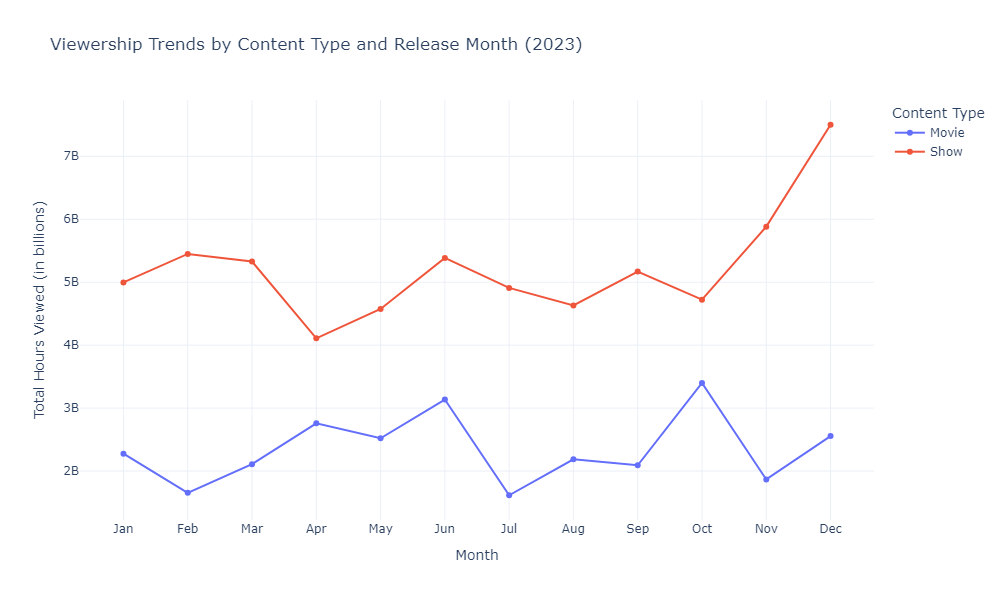 Viewership Trends by Content Type and Release Month (2023)
Content Type
Movie
Show
Total Hours Viewed (in billions)
7B
6B
5B
4B
3B
2B
Jan Feb Mar Apr May Jun Jul Aug Sep Oct Nov Dec
Month